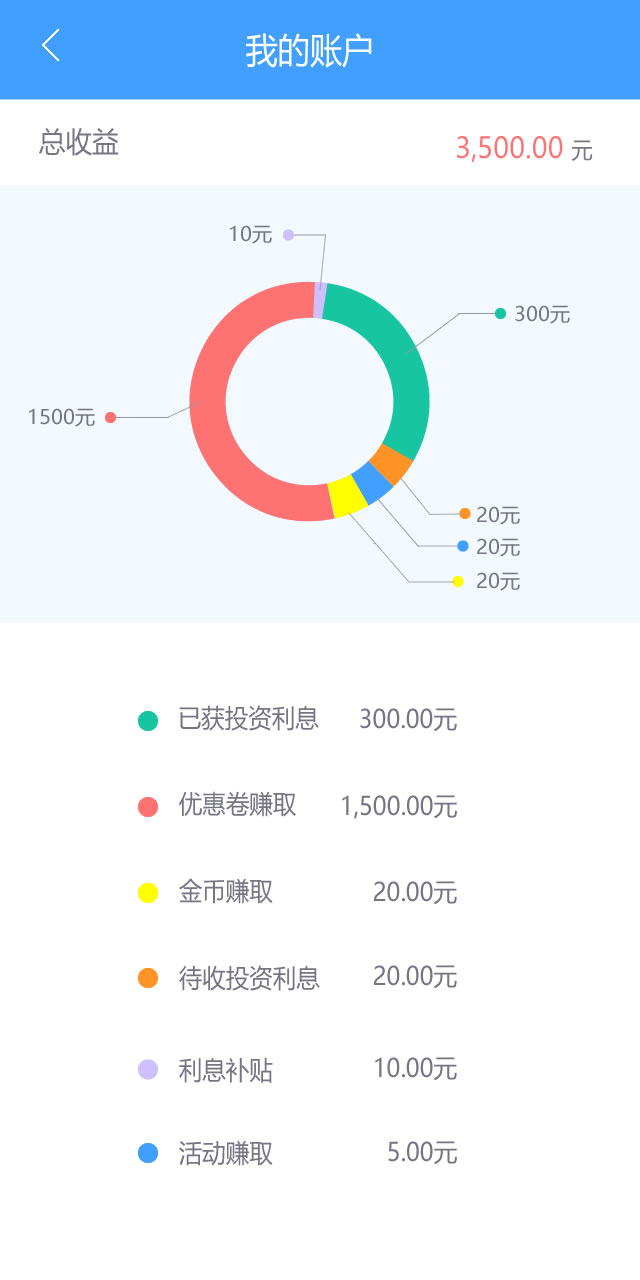 我的账户
总收益 3,500.00 元
10元
300元
1500元
20元
20元
20元
已获投资利息 300.00元
优惠卷赚取 1,500.00元
金币赚取 20.00元
待收投资利息 20.00元
利息补贴 10.00元
活动赚取 5.00元